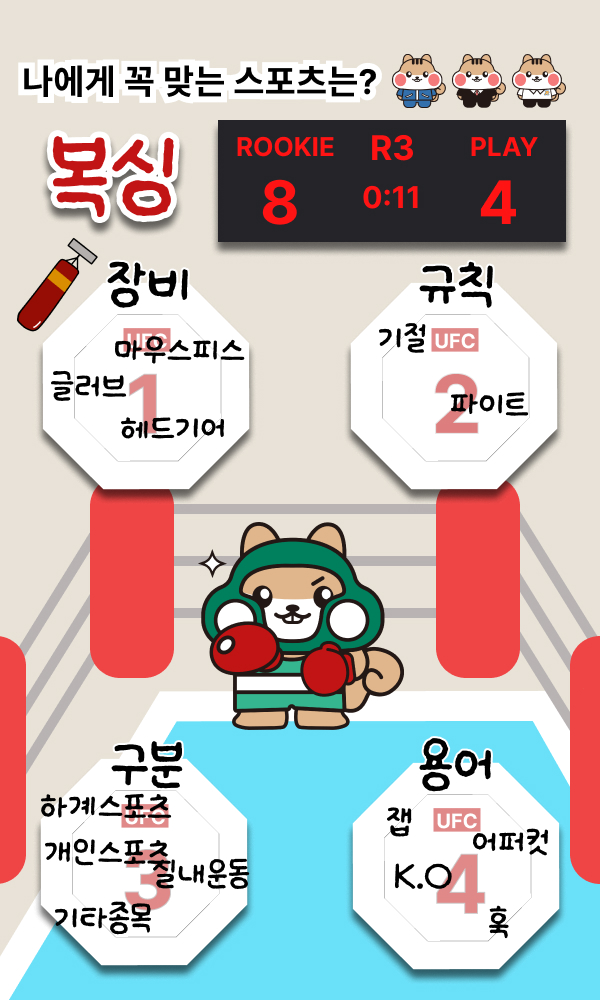 나에게 꼭 맞는 스포츠는?
복싱
ROOKIE R3 PLAY
8 0:11 4
장비
UFC
마우스피스
글러브
1
헤드기어
규칙
기절
UFC
파이트
2
구분
하계스포츠
UFC
개인스포츠
실내운동
3
기타종목
용어
잽
UFC
어퍼컷
K.O
4
훅